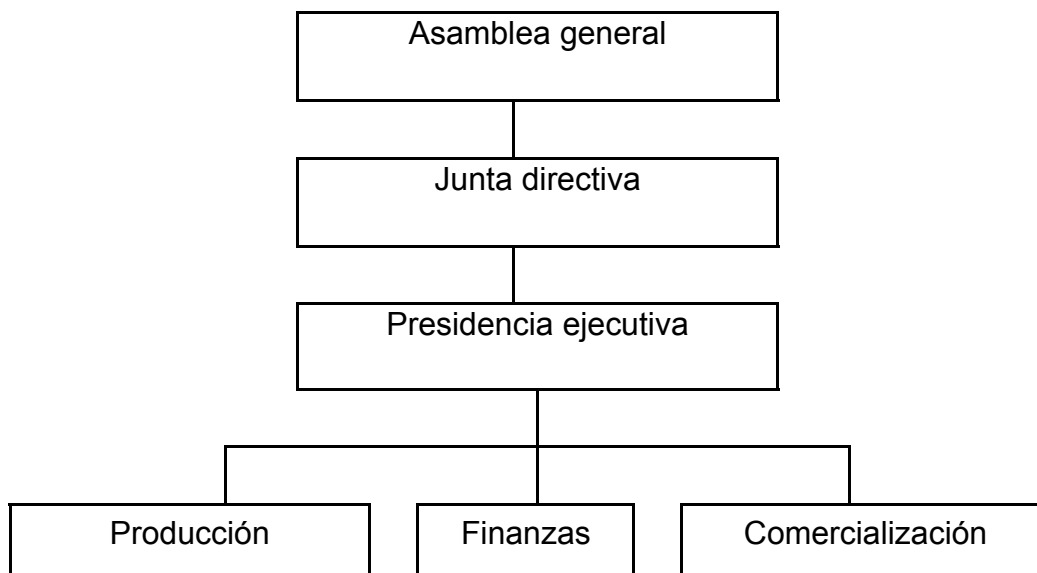 Asamblea general
Junta directiva
Presidencia ejecutiva
Producción
Finanzas
Comercialización